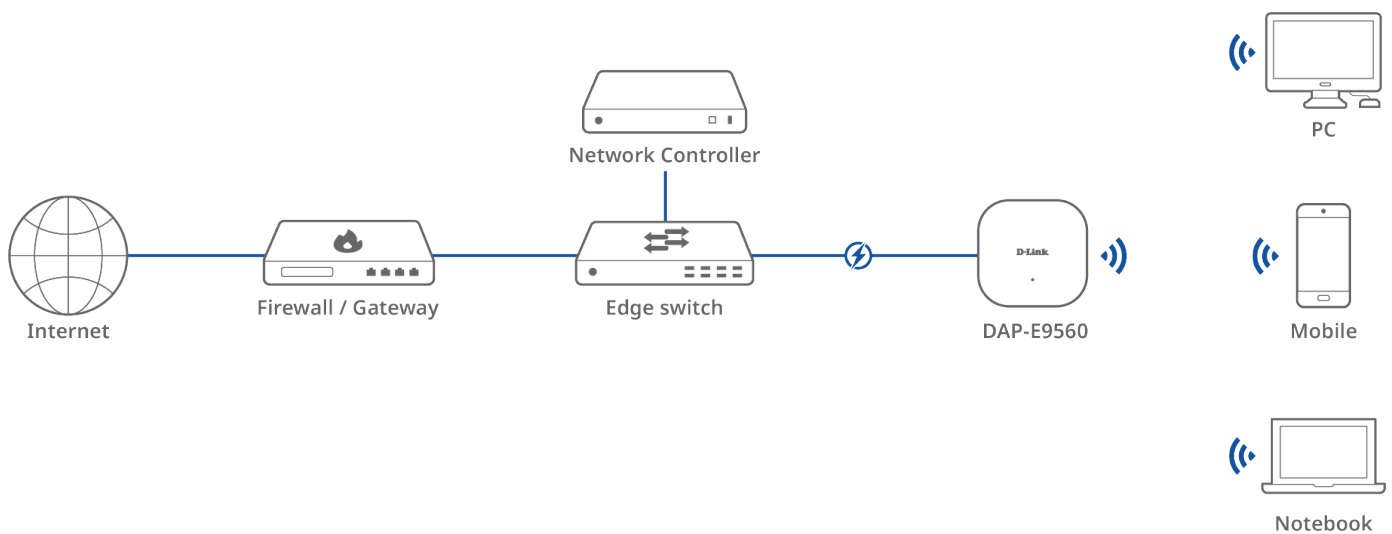 PC
Network Controller
D-Link
Internet
Firewall / Gateway
Edge switch
DAP-E9560
Mobile
Notebook